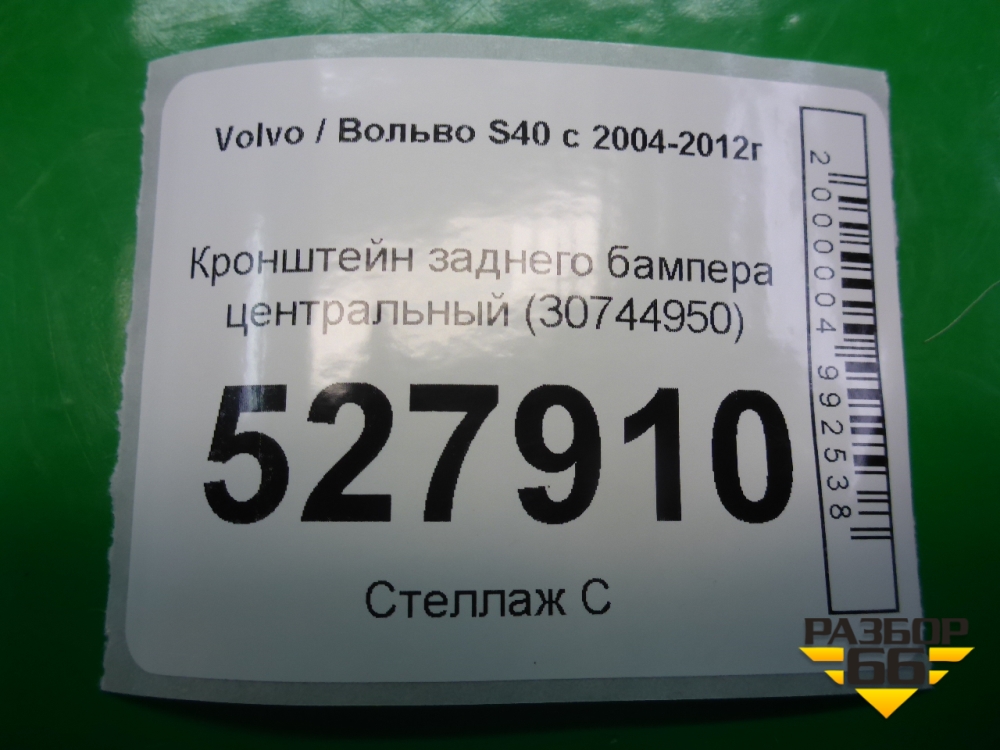 Volvo / Вольво S40 с 2004-2012г
Кронштейн заднего бампера
центральный (30744950)
527910
Стеллаж С
2000004992538
РАЗБОР
66